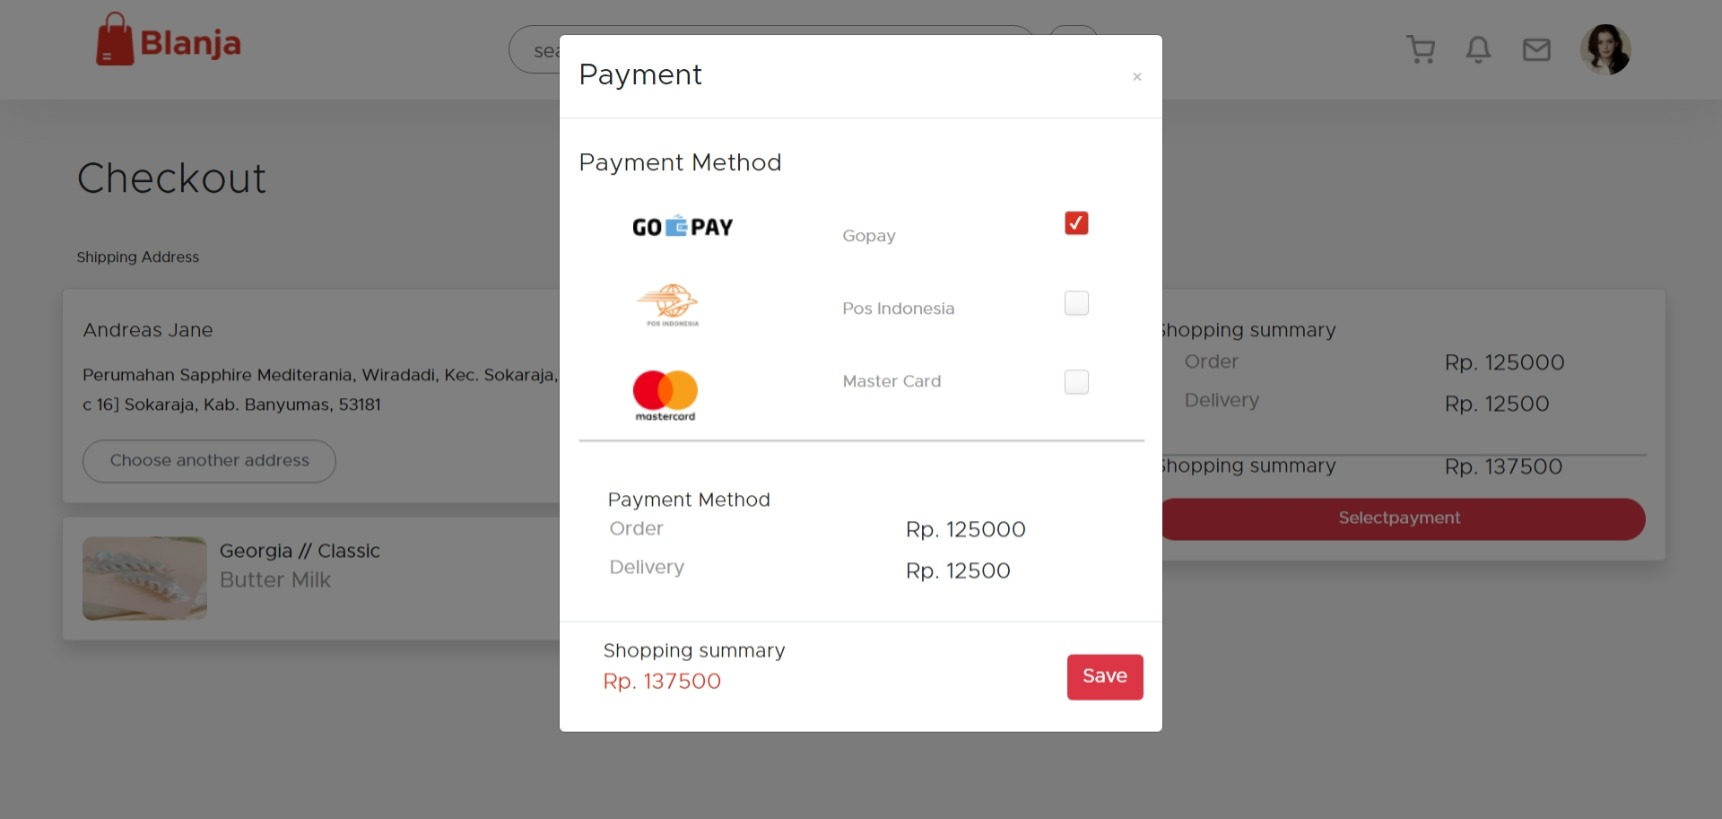 Blanja
sea
Payment
×
Payment Method
GO PAY
Gopay
POS INDONESIA
Pos Indonesia
mastercard
Master Card
Payment Method
Order Rp. 125000
Delivery Rp. 12500
Shopping summary
Rp. 137500
Save
Checkout
Shipping Address
Andreas Jane
Perumahan Sapphire Mediterania, Wiradadi, Kec. Sokaraja,
c 16] Sokaraja, Kab. Banyumas, 53181
Choose another address
Georgia // Classic
Butter Milk
Shopping summary
Order Rp. 125000
Delivery Rp. 12500
Shopping summary Rp. 137500
Selectpayment